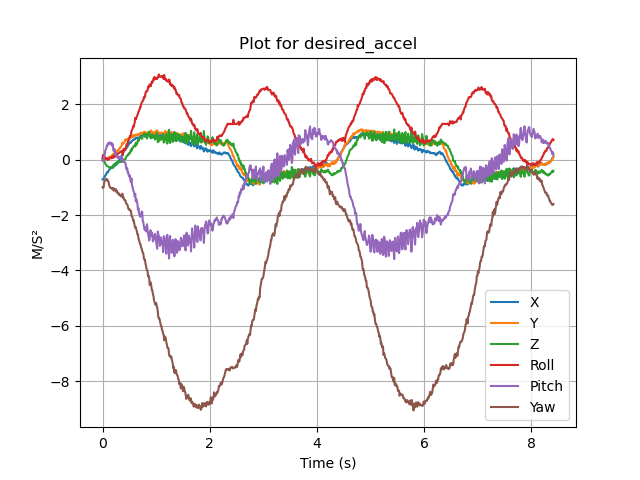 Plot for desired_accel
M/S²
2
0
−2
−4
−6
−8
0 2 4 6 8
Time (s)
X
Y
Z
Roll
Pitch
Yaw